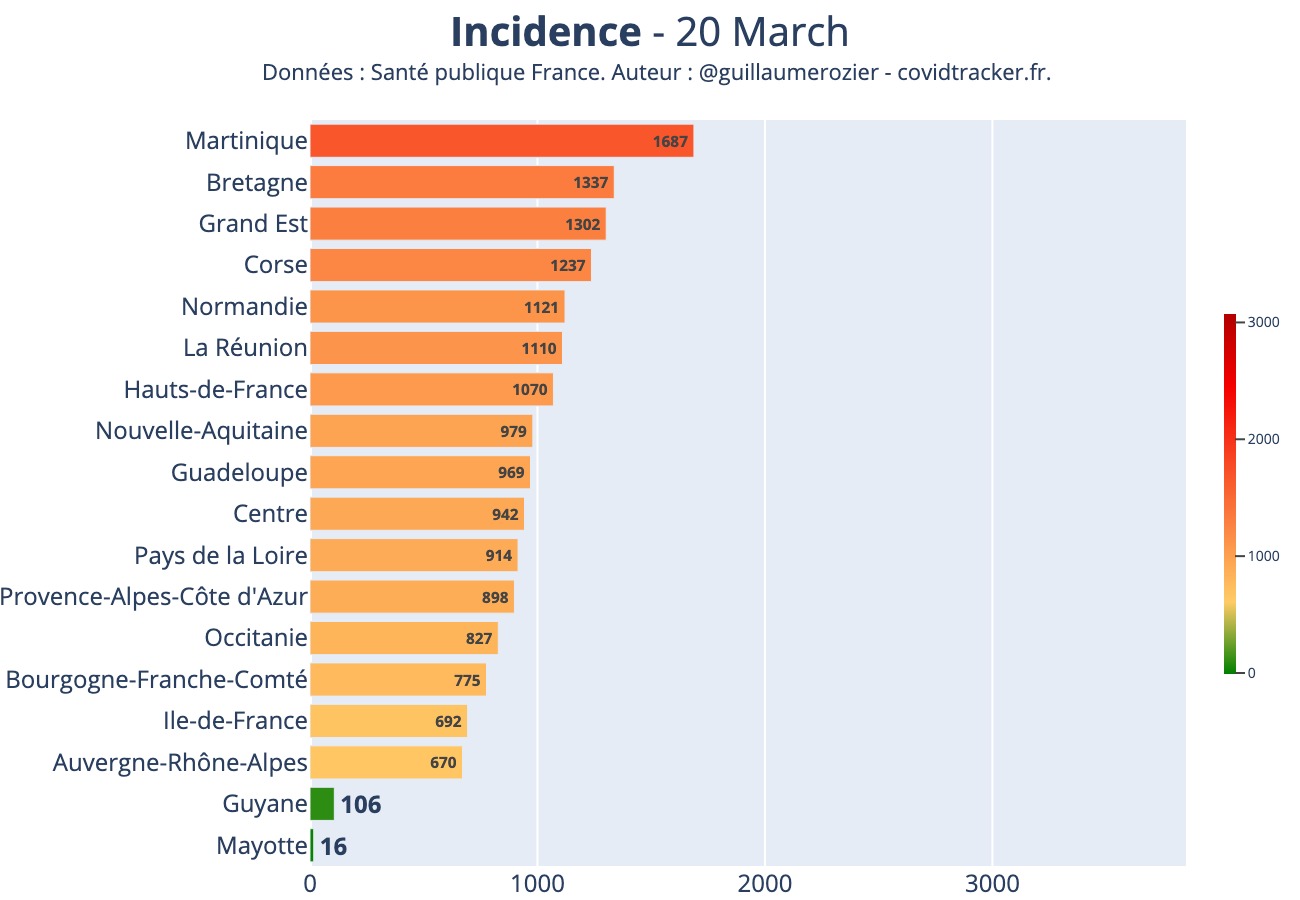 Incidence - 20 March
Données : Santé publique France. Auteur : @guillaumerozier - covidtracker.fr.
Martinique 1687
Bretagne 1337
Grand Est 1302
Corse 1237
Normandie 1121
La Réunion 1110
Hauts-de-France 1070
Nouvelle-Aquitaine 979
Guadeloupe 969
Centre 942
Pays de la Loire 914
Provence-Alpes-Côte d'Azur 898
Occitanie 827
Bourgogne-Franche-Comté 775
Ile-de-France 692
Auvergne-Rhône-Alpes 670
Guyane 106
Mayotte 16
0 1000 2000 3000
3000
2000
1000
0